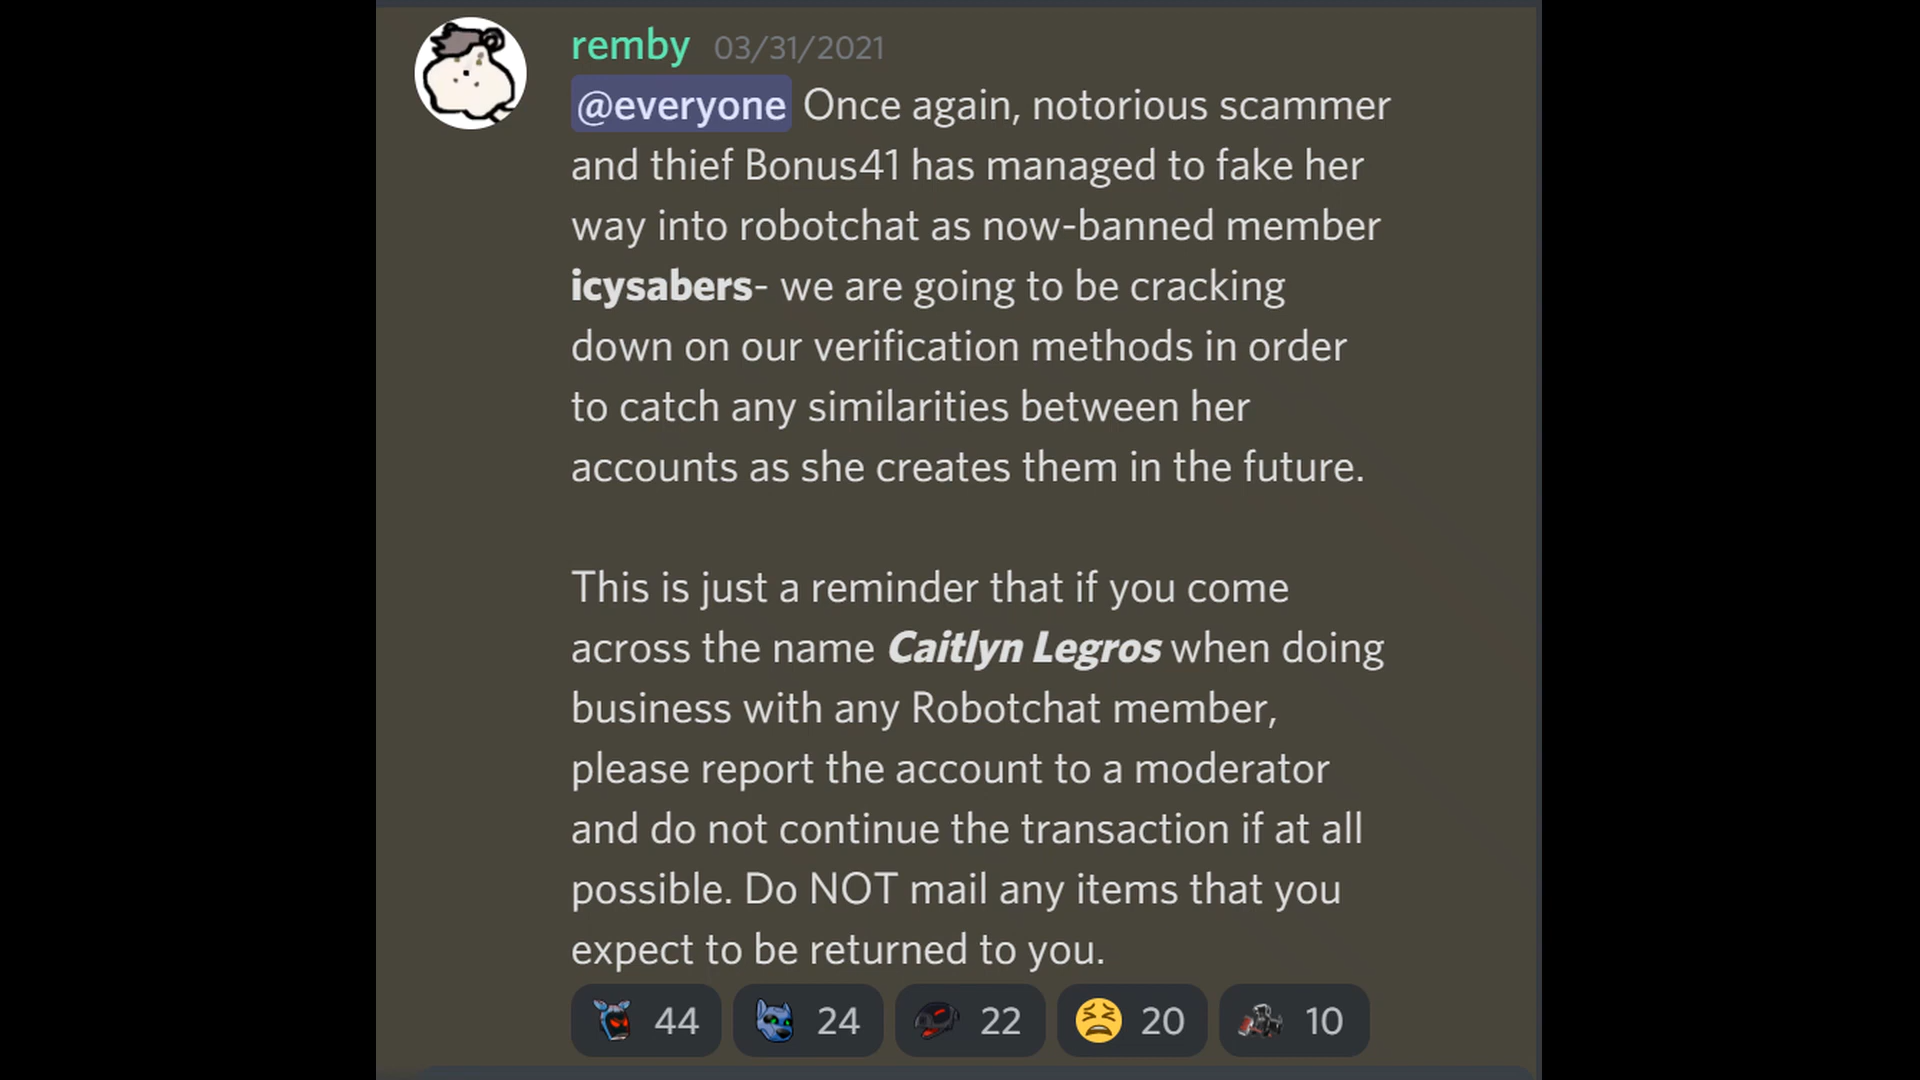 remby 03/31/2021
@everyone Once again, notorious scammer
and thief Bonus41 has managed to fake her
way into robotchat as now-banned member
icysabers- we are going to be cracking
down on our verification methods in order
to catch any similarities between her
accounts as she creates them in the future.
This is just a reminder that if you come
across the name Caitlyn Legros when doing
business with any Robotchat member,
please report the account to a moderator
and do not continue the transaction if at all
possible. Do NOT mail any items that you
expect to be returned to you.
44 24 22 20 10